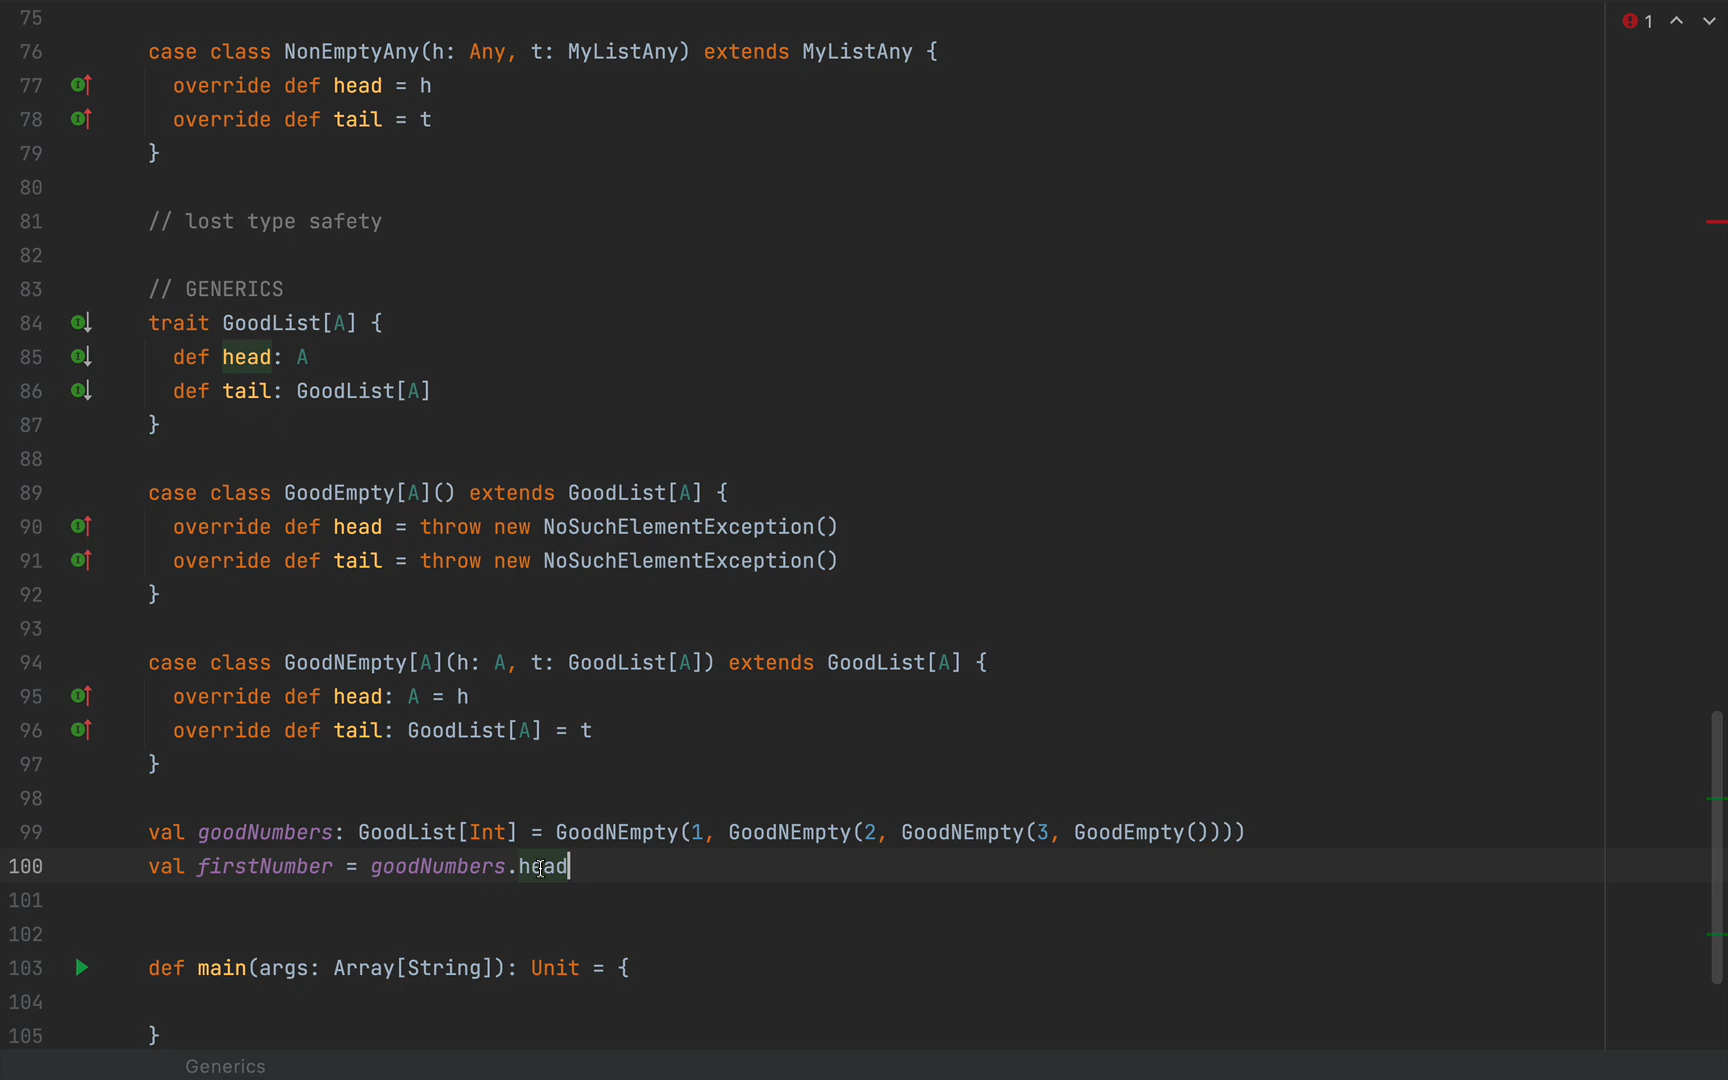 1
75
76 case class NonEmptyAny(h: Any, t: MyListAny) extends MyListAny {
77 override def head = h
78 override def tail = t
79 }
80
81 // lost type safety
82
83 // GENERICS
84 trait GoodList[A] {
85 def head: A
86 def tail: GoodList[A]
87 }
88
89 case class GoodEmpty[A]() extends GoodList[A] {
90 override def head = throw new NoSuchElementException()
91 override def tail = throw new NoSuchElementException()
92 }
93
94 case class GoodNEmpty[A](h: A, t: GoodList[A]) extends GoodList[A] {
95 override def head: A = h
96 override def tail: GoodList[A] = t
97 }
98
99 val goodNumbers: GoodList[Int] = GoodNEmpty(1, GoodNEmpty(2, GoodNEmpty(3, GoodEmpty())))
100 val firstNumber = goodNumbers.head
101
102
103 def main(args: Array[String]): Unit = {
104
105 }
Generics